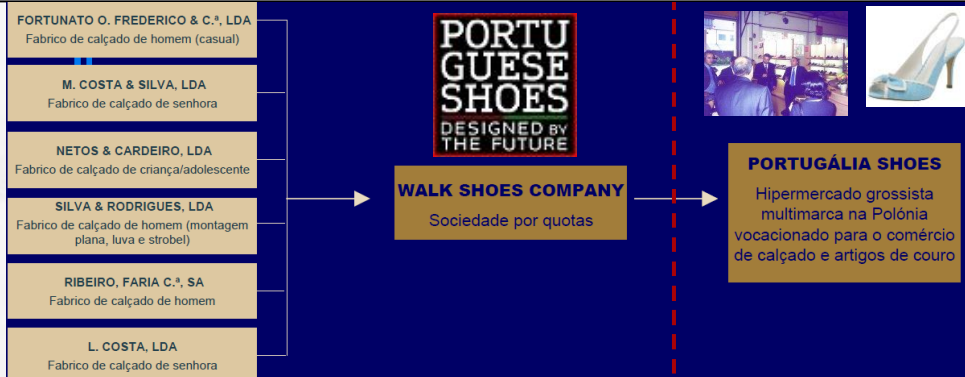 FORTUNATO O. FREDERICO & C.ª, LDA
Fabrico de calçado de homem (casual)
M. COSTA & SILVA, LDA
Fabrico de calçado de senhora
NETOS & CARDEIRO, LDA
Fabrico de calçado de criança/adolescente
SILVA & RODRIGUES, LDA
Fabrico de calçado de homem (montagem
plana, luva e strobel)
RIBEIRO, FARIA C.ª, SA
Fabrico de calçado de homem
L. COSTA, LDA
Fabrico de calçado de senhora
PORTU
GUESE
SHOES
DESIGNED BY
THE FUTURE
WALK SHOES COMPANY
Sociedade por quotas
PORTUGÁLIA SHOES
Hipermercado grossista
multimarca na Polónia
vocacionado para o comércio
de calçado e artigos de couro